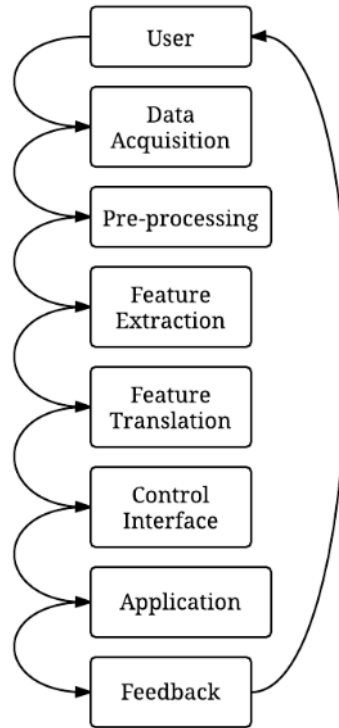 User
Data
Acquisition
Pre-processing
Feature
Extraction
Feature
Translation
Control
Interface
Application
Feedback